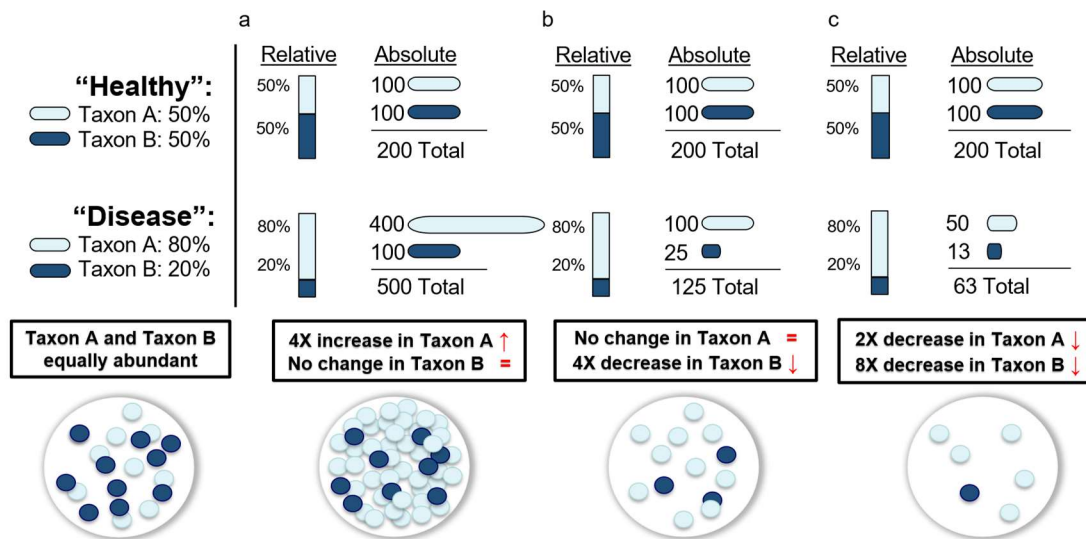 a
b
c
Relative Absolute
Relative Absolute
Relative Absolute
“Healthy”:
Taxon A: 50%
Taxon B: 50%
50% 100
50% 100
200 Total
50% 100
50% 100
200 Total
50% 100
50% 100
200 Total
“Disease”:
Taxon A: 80%
Taxon B: 20%
80% 400
20% 100
500 Total
80% 100
20% 25
125 Total
80% 50
20% 13
63 Total
Taxon A and Taxon B
equally abundant
4X increase in Taxon A ↑
No change in Taxon B =
No change in Taxon A =
4X decrease in Taxon B ↓
2X decrease in Taxon A ↓
8X decrease in Taxon B ↓